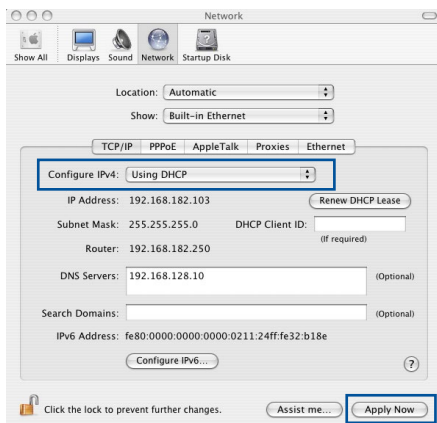 Network
Show All Displays Sound Network Startup Disk
Location: Automatic
Show: Built-in Ethernet
TCP/IP PPPoE AppleTalk Proxies Ethernet
Configure IPv4: Using DHCP
IP Address: 192.168.182.103 Renew DHCP Lease
Subnet Mask: 255.255.255.0 DHCP Client ID:
(If required)
Router: 192.168.182.250
DNS Servers: 192.168.128.10 (Optional)
Search Domains: (Optional)
IPv6 Address: fe80:0000:0000:0000:0211:24ff:fe32:b18e
Configure IPv6... ?
Click the lock to prevent further changes. Assist me... Apply Now